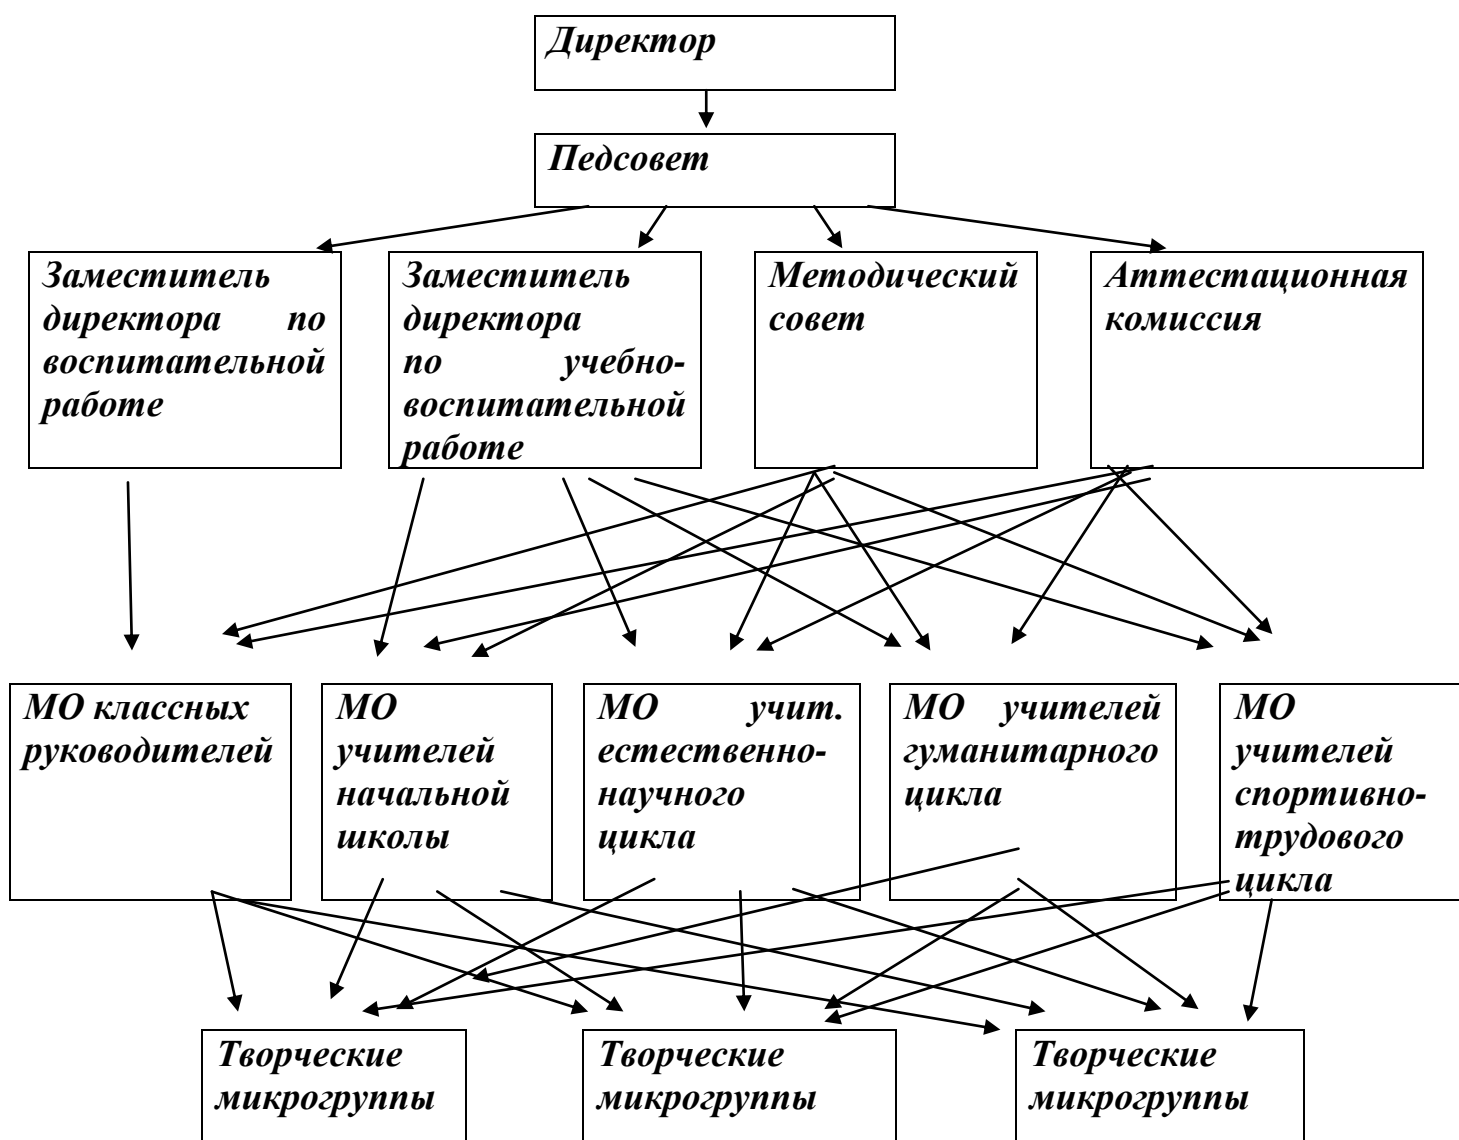 Директор
Педсовет
Заместитель
директора по
воспитательной
работе
Заместитель
директора
по учебно-
воспитательной
работе
Методический
совет
Аттестационная
комиссия
МО классных
руководителей
МО
учителей
начальной
школы
МО учит.
естественно-
научного
цикла
МО учителей
гуманитарного
цикла
МО
учителей
спортивно-
трудового
цикла
Творческие
микрогруппы
Творческие
микрогруппы
Творческие
микрогруппы